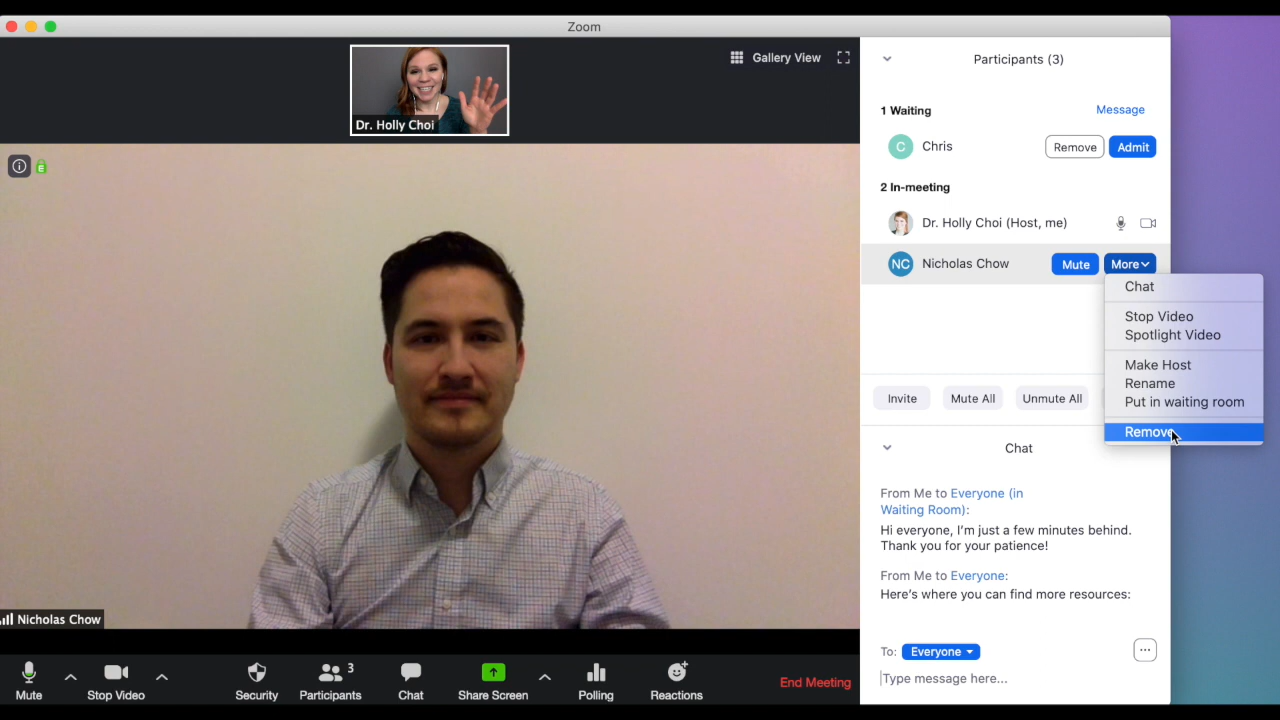 Zoom
Dr. Holly Choi
Gallery View
E
Nicholas Chow
Participants (3)
1 Waiting
Message
C
Chris
Remove
Admit
2 In-meeting
Dr. Holly Choi (Host, me)
NC
Nicholas Chow
Mute
More
Chat
Stop Video
Spotlight Video
Make Host
Rename
Put in waiting room
Remove
Invite
Mute All
Unmute All
Chat
From Me to Everyone (in
Waiting Room):
Hi everyone, I'm just a few minutes behind.
Thank you for your patience!
From Me to Everyone:
Here's where you can find more resources:
To: Everyone
Type message here...
Mute
Stop Video
Security
3
Participants
Chat
Share Screen
Polling
Reactions
End Meeting